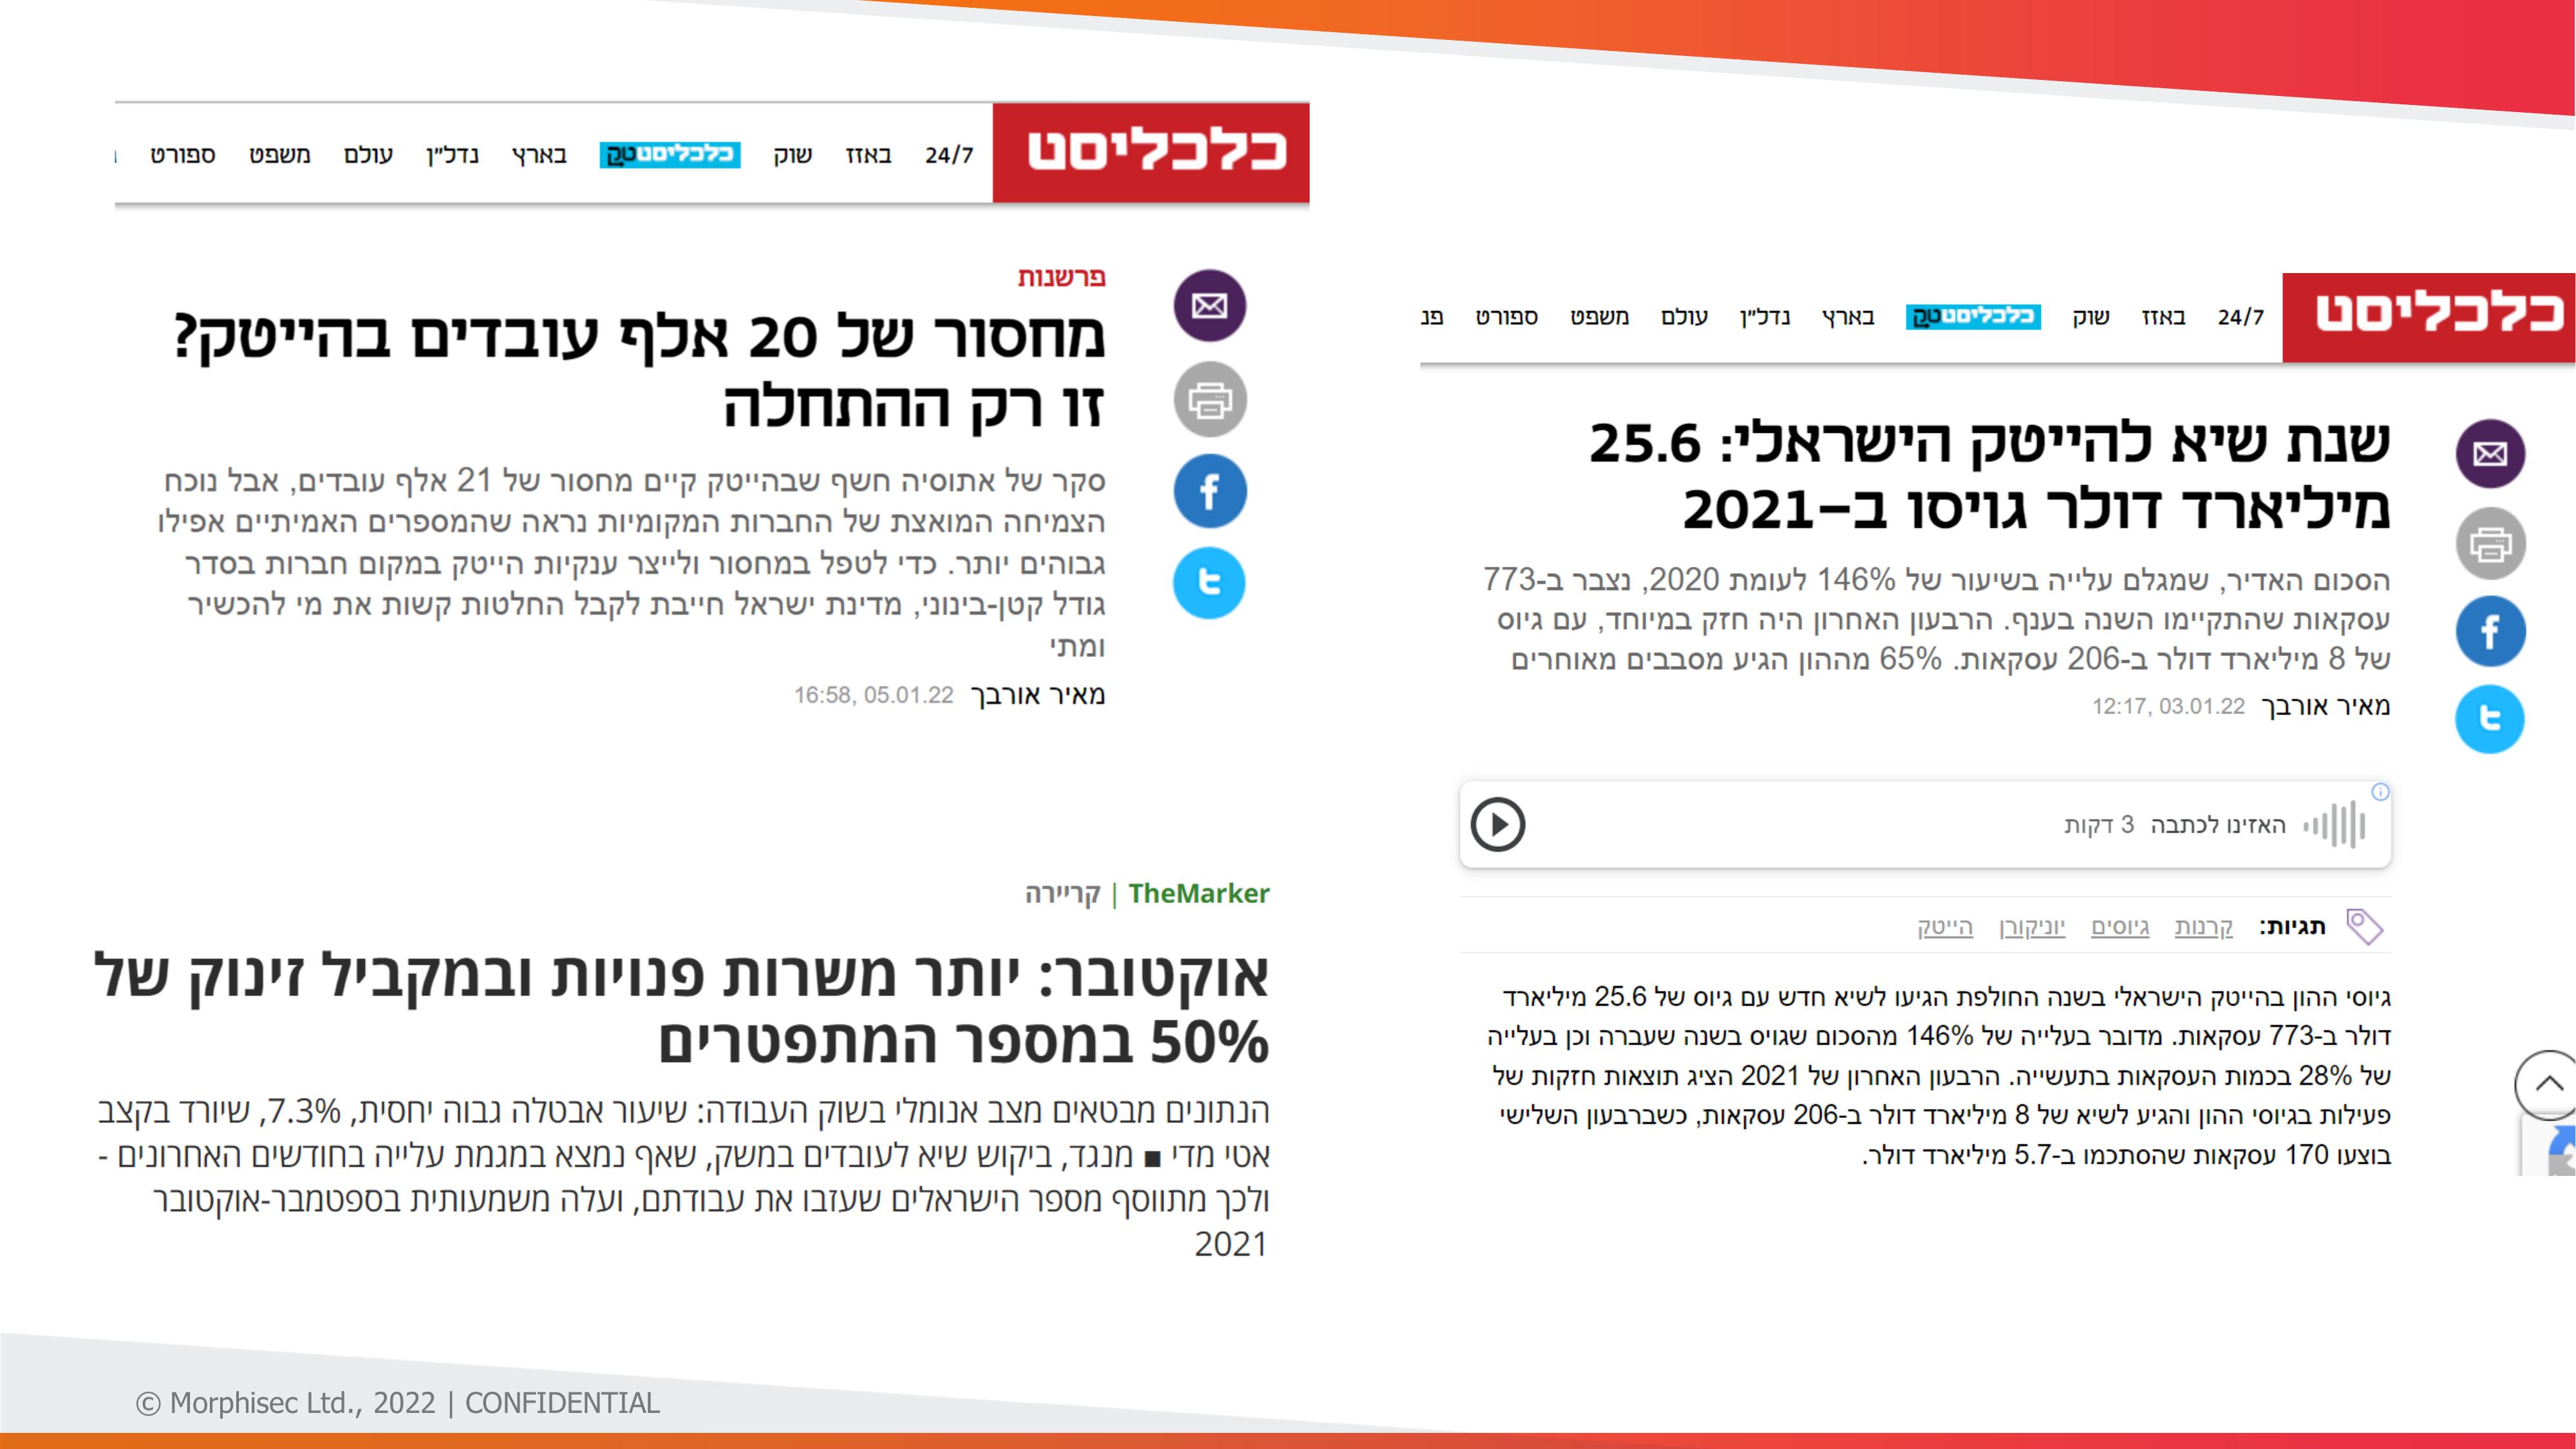 כלכליסט
24/7 באזז שוק כלכליסטטק בארץ נדל״ן עולם משפט ספורט
פרשנות
מחסור של 20 אלף עובדים בהייטק?
זו רק ההתחלה
סקר של אתוסיה חשף שבהייטק קיים מחסור של 21 אלף עובדים, אבל נוכח
הצמיחה המואצת של החברות המקומיות נראה שהמספרים האמיתיים אפילו
גבוהים יותר. כדי לטפל במחסור ולייצר ענקיות הייטק במקום חברות בסדר
גודל קטן-בינוני, מדינת ישראל חייבת לקבל החלטות קשות את מי להכשיר
ומתי
מאיר אורבך 16:58, 05.01.22
TheMarker | קריירה
אוקטובר: יותר משרות פנויות ובמקביל זינוק של
50% במספר המתפטרים
הנתונים מבטאים מצב אנומלי בשוק העבודה: שיעור אבטלה גבוה יחסית, 7.3%, שיורד בקצב
אטי מדי ■ מנגד, ביקוש שיא לעובדים במשק, שאף נמצא במגמת עלייה בחודשים האחרונים -
ולכך מתווסף מספר הישראלים שעזבו את עבודתם, ועלה משמעותית בספטמבר-אוקטובר
2021
כלכליסט
24/7 באזז שוק כלכליסטטק בארץ נדל״ן עולם משפט ספורט פנ
שנת שיא להייטק הישראלי: 25.6
מיליארד דולר גויסו ב–2021
הסכום האדיר, שמגלם עלייה בשיעור של 146% לעומת 2020, נצבר ב-773
עסקאות שהתקיימו השנה בענף. הרבעון האחרון היה חזק במיוחד, עם גיוס
של 8 מיליארד דולר ב-206 עסקאות. 65% מההון הגיע מסבבים מאוחרים
מאיר אורבך 12:17, 03.01.22
האזינו לכתבה 3 דקות
תגיות: קרנות גיוסים יוניקורן הייטק
גיוסי ההון בהייטק הישראלי בשנה החולפת הגיעו לשיא חדש עם גיוס של 25.6 מיליארד
דולר ב-773 עסקאות. מדובר בעלייה של 146% מהסכום שגויס בשנה שעברה וכן בעלייה
של 28% בכמות העסקאות בתעשייה. הרבעון האחרון של 2021 הציג תוצאות חזקות של
פעילות בגיוסי ההון והגיע לשיא של 8 מיליארד דולר ב-206 עסקאות, כשברבעון השלישי
בוצעו 170 עסקאות שהסתכמו ב-5.7 מיליארד דולר.
© Morphisec Ltd., 2022 | CONFIDENTIAL